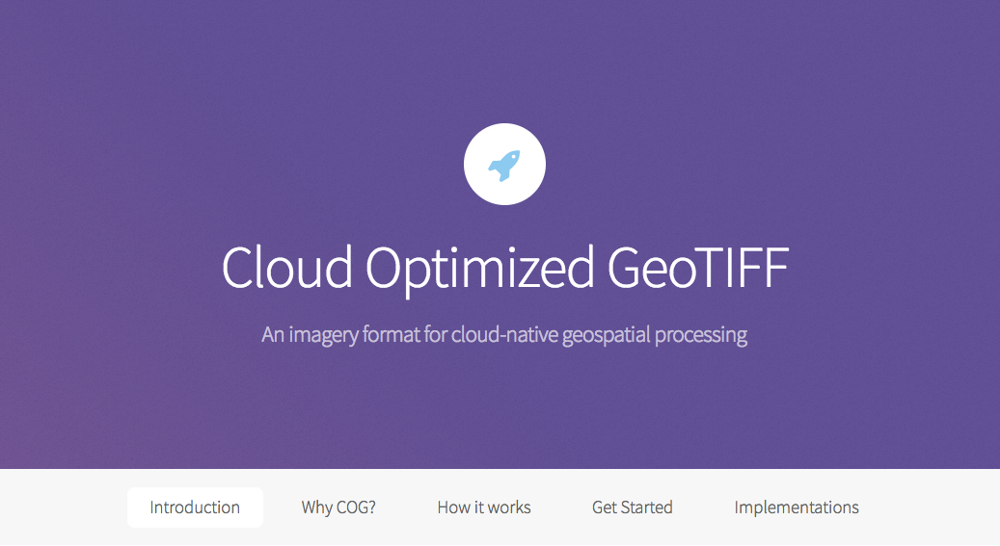 Cloud Optimized GeoTIFF
An imagery format for cloud-native geospatial processing
Introduction Why COG? How it works Get Started Implementations